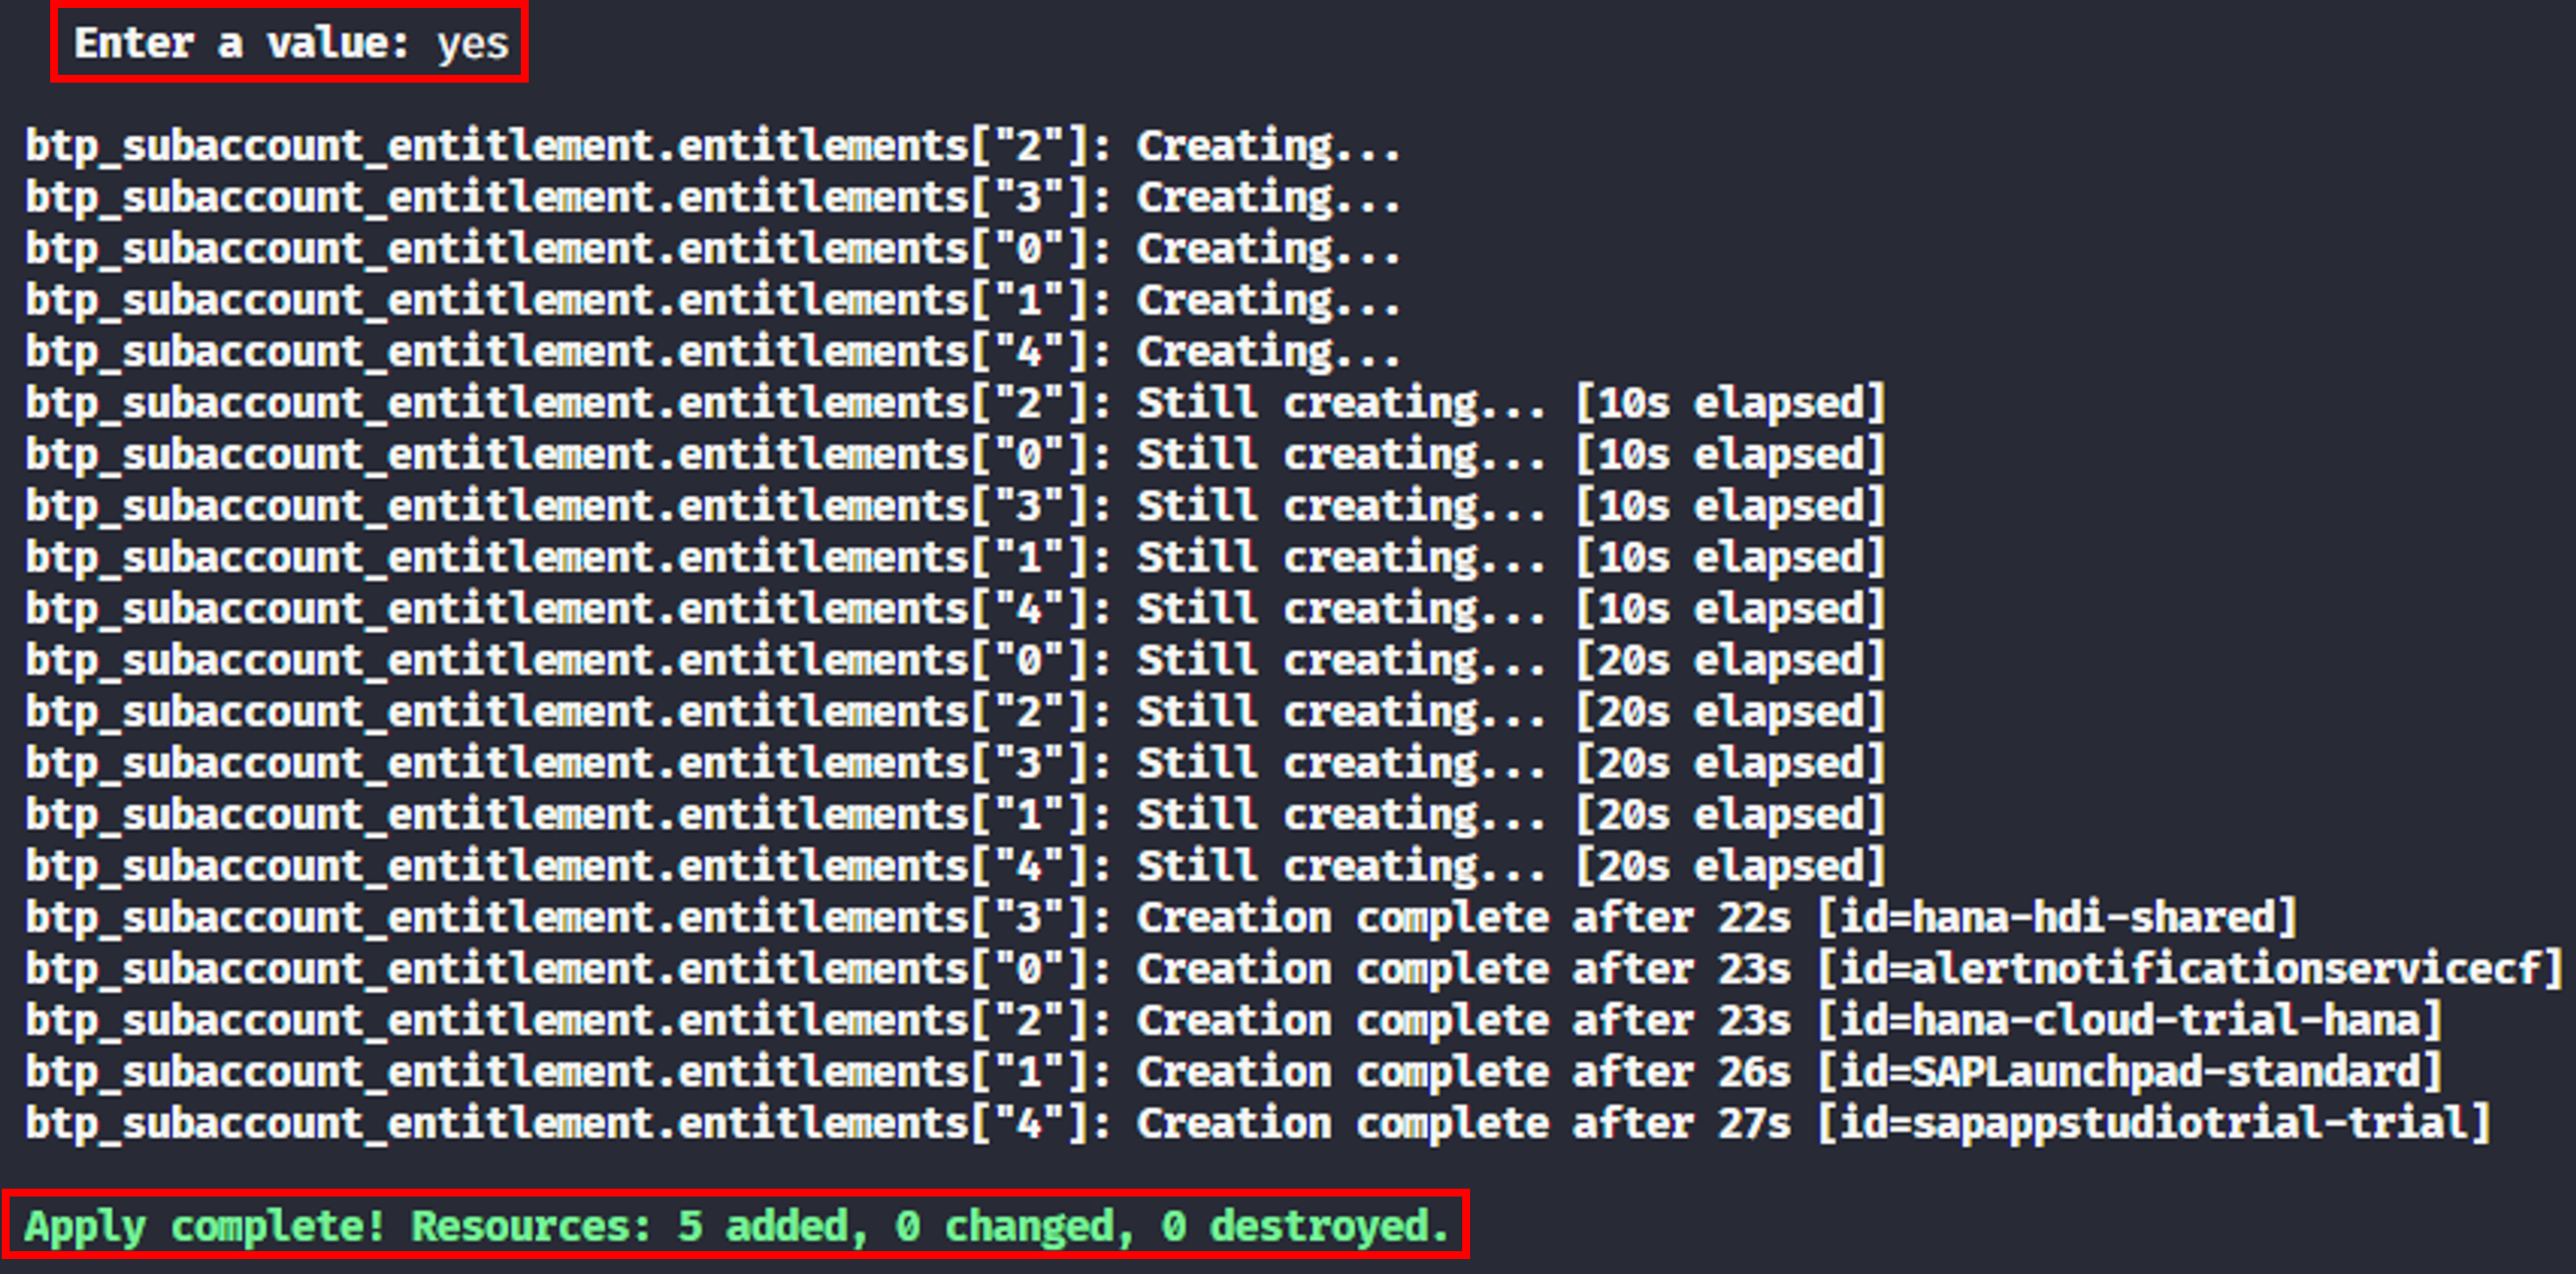 Enter a value: yes
btp_subaccount_entitlement.entitlements["2"]: Creating...
btp_subaccount_entitlement.entitlements["3"]: Creating...
btp_subaccount_entitlement.entitlements["0"]: Creating...
btp_subaccount_entitlement.entitlements["1"]: Creating...
btp_subaccount_entitlement.entitlements["4"]: Creating...
btp_subaccount_entitlement.entitlements["2"]: Still creating... [10s elapsed]
btp_subaccount_entitlement.entitlements["0"]: Still creating... [10s elapsed]
btp_subaccount_entitlement.entitlements["3"]: Still creating... [10s elapsed]
btp_subaccount_entitlement.entitlements["1"]: Still creating... [10s elapsed]
btp_subaccount_entitlement.entitlements["4"]: Still creating... [10s elapsed]
btp_subaccount_entitlement.entitlements["0"]: Still creating... [20s elapsed]
btp_subaccount_entitlement.entitlements["2"]: Still creating... [20s elapsed]
btp_subaccount_entitlement.entitlements["3"]: Still creating... [20s elapsed]
btp_subaccount_entitlement.entitlements["1"]: Still creating... [20s elapsed]
btp_subaccount_entitlement.entitlements["4"]: Still creating... [20s elapsed]
btp_subaccount_entitlement.entitlements["3"]: Creation complete after 22s [id=hana-hdi-shared]
btp_subaccount_entitlement.entitlements["0"]: Creation complete after 23s [id=alertnotificationservicecf]
btp_subaccount_entitlement.entitlements["2"]: Creation complete after 23s [id=hana-cloud-trial-hana]
btp_subaccount_entitlement.entitlements["1"]: Creation complete after 26s [id=SAPLaunchpad-standard]
btp_subaccount_entitlement.entitlements["4"]: Creation complete after 27s [id=sapappstudiotrial-trial]
Apply complete! Resources: 5 added, 0 changed, 0 destroyed.